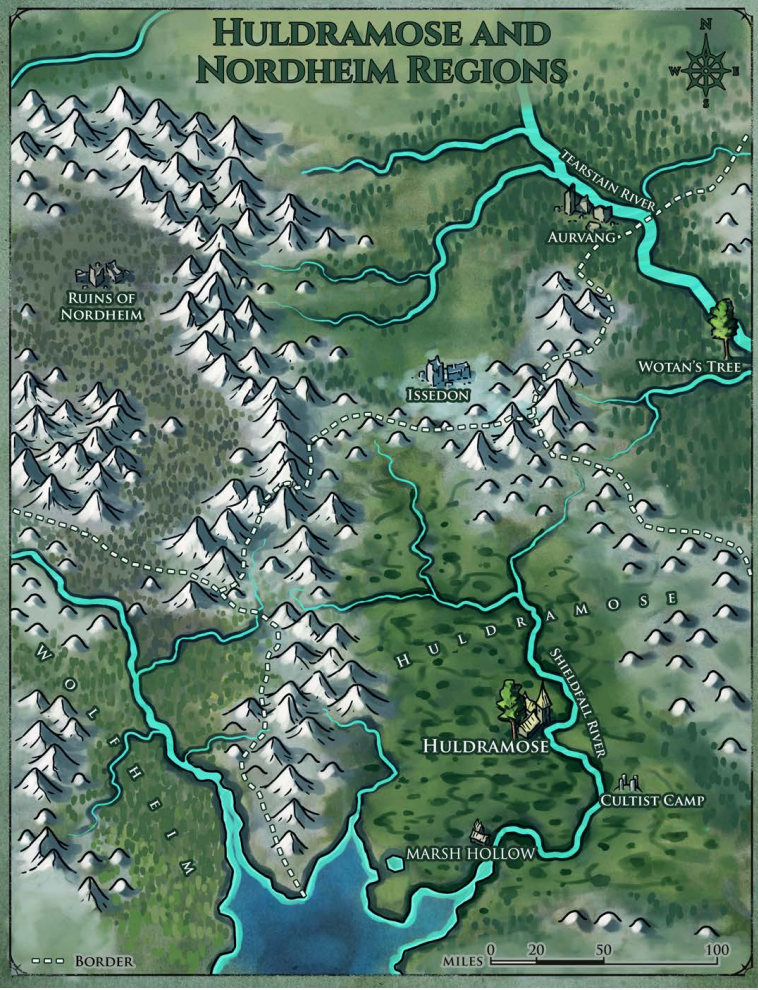 HULDRAMOSE AND
NORDHEIM REGIONS
N
W E
S
TEARSTAIN RIVER
AURVANG
RUINS OF
NORDHEIM
WOTAN'S TREE
ISSEDON
HULDRAMOSE
WOLFHEIM
SHIELDFALL RIVER
HULDRAMOSE
CULTIST CAMP
MARSH HOLLOW
BORDER
MILES 0 20 50 100